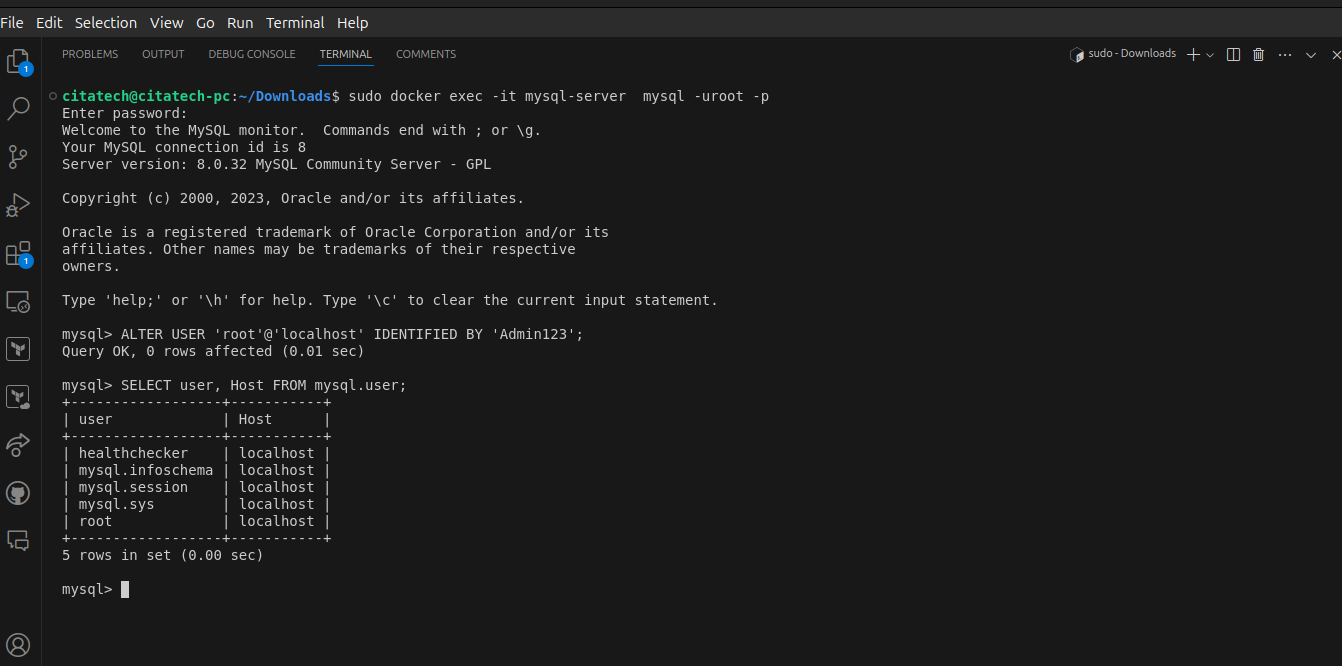 File Edit Selection View Go Run Terminal Help
PROBLEMS OUTPUT DEBUG CONSOLE TERMINAL COMMENTS sudo - Downloads
1
citatech@citatech-pc:~/Downloads$ sudo docker exec -it mysql-server  mysql -uroot -p
Enter password:
Welcome to the MySQL monitor.  Commands end with ; or \g.
Your MySQL connection id is 8
Server version: 8.0.32 MySQL Community Server - GPL
Copyright (c) 2000, 2023, Oracle and/or its affiliates.
Oracle is a registered trademark of Oracle Corporation and/or its
affiliates. Other names may be trademarks of their respective
owners.
1
Type 'help;' or '\h' for help. Type '\c' to clear the current input statement.
mysql> ALTER USER 'root'@'localhost' IDENTIFIED BY 'Admin123';
Query OK, 0 rows affected (0.01 sec)
mysql> SELECT user, Host FROM mysql.user;
+------------------+-----------+
| user             | Host      |
+------------------+-----------+
| healthchecker    | localhost |
| mysql.infoschema | localhost |
| mysql.session    | localhost |
| mysql.sys        | localhost |
| root             | localhost |
+------------------+-----------+
5 rows in set (0.00 sec)
mysql>